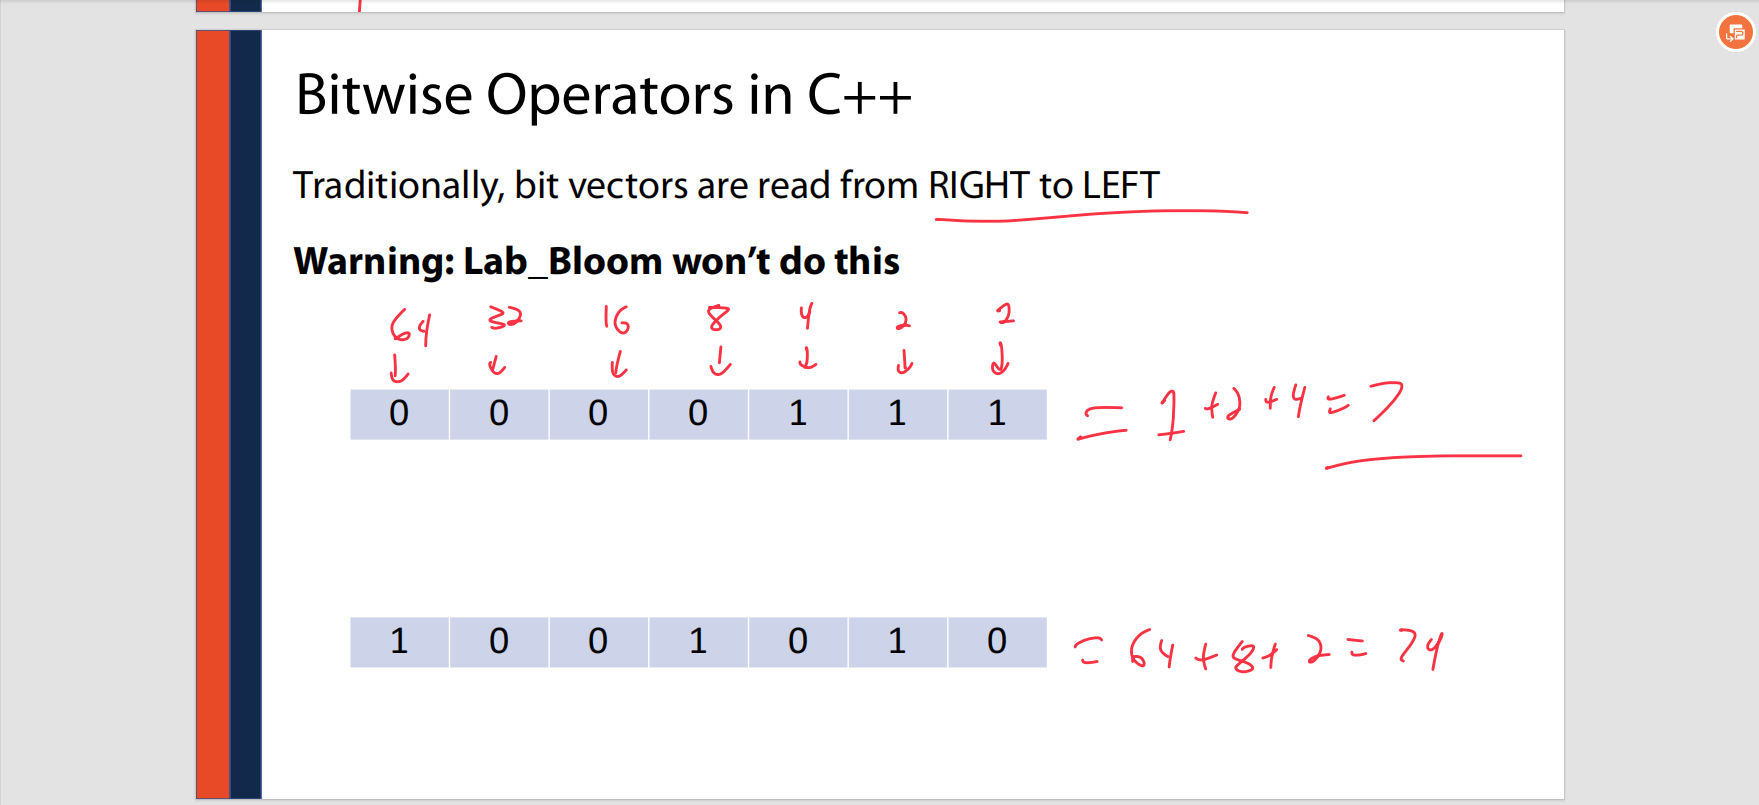 Bitwise Operators in C++
Traditionally, bit vectors are read from RIGHT to LEFT
Warning: Lab_Bloom won’t do this
64 32 16 8 4 2 1
0 0 0 0 1 1 1 = 1 +2 +4 = 7
1 0 0 1 0 1 0 = 64 + 8 + 2 = 74